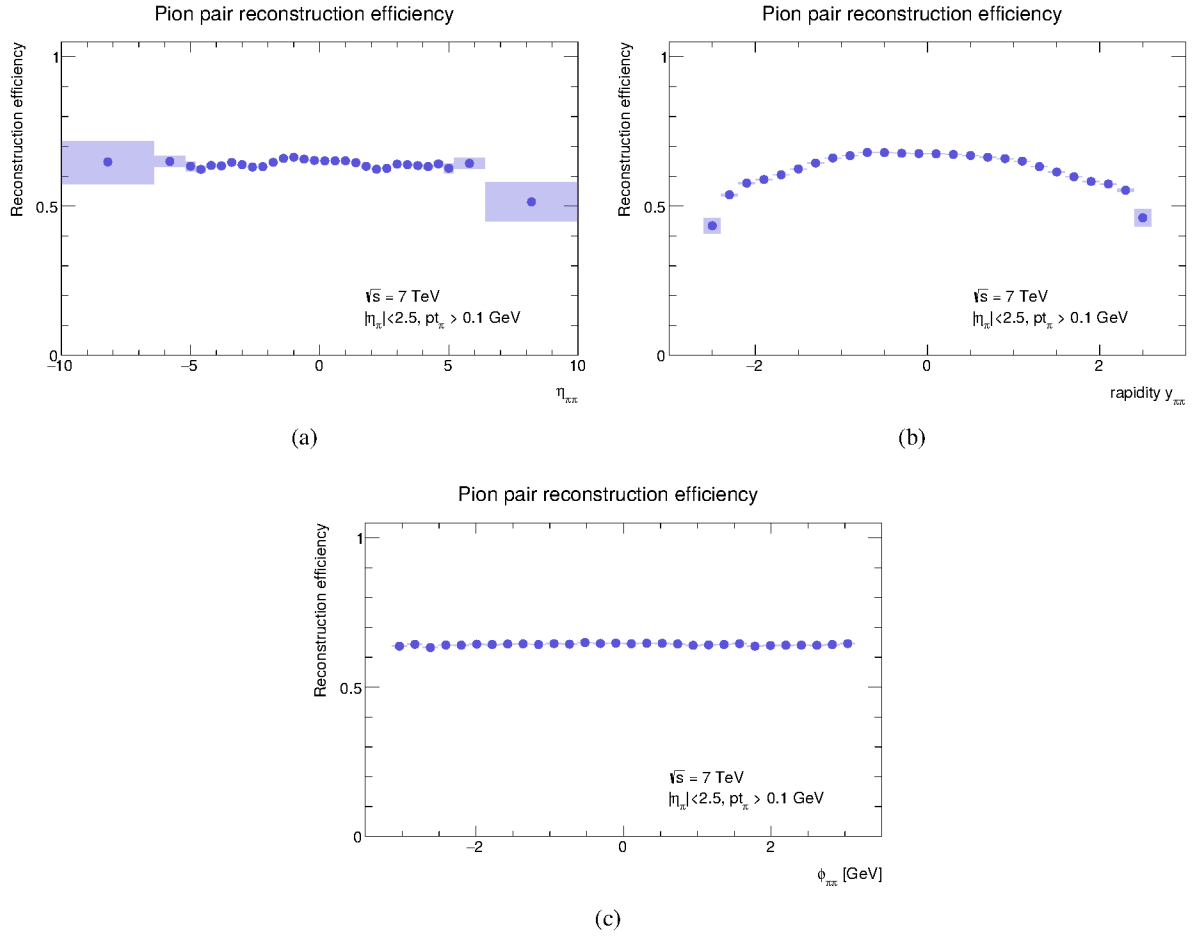 Pion pair reconstruction efficiency
Reconstruction efficiency
1
0.5
0
−10
−5
0
5
10
√s = 7 TeV
|η_π|<2.5, pt_π > 0.1 GeV
η_ππ
(a)
Pion pair reconstruction efficiency
Reconstruction efficiency
1
0.5
0
−2
0
2
√s = 7 TeV
|η_π|<2.5, pt_π > 0.1 GeV
rapidity y_ππ
(b)
Pion pair reconstruction efficiency
Reconstruction efficiency
1
0.5
0
−2
0
2
√s = 7 TeV
|η_π|<2.5, pt_π > 0.1 GeV
ϕ_ππ [GeV]
(c)